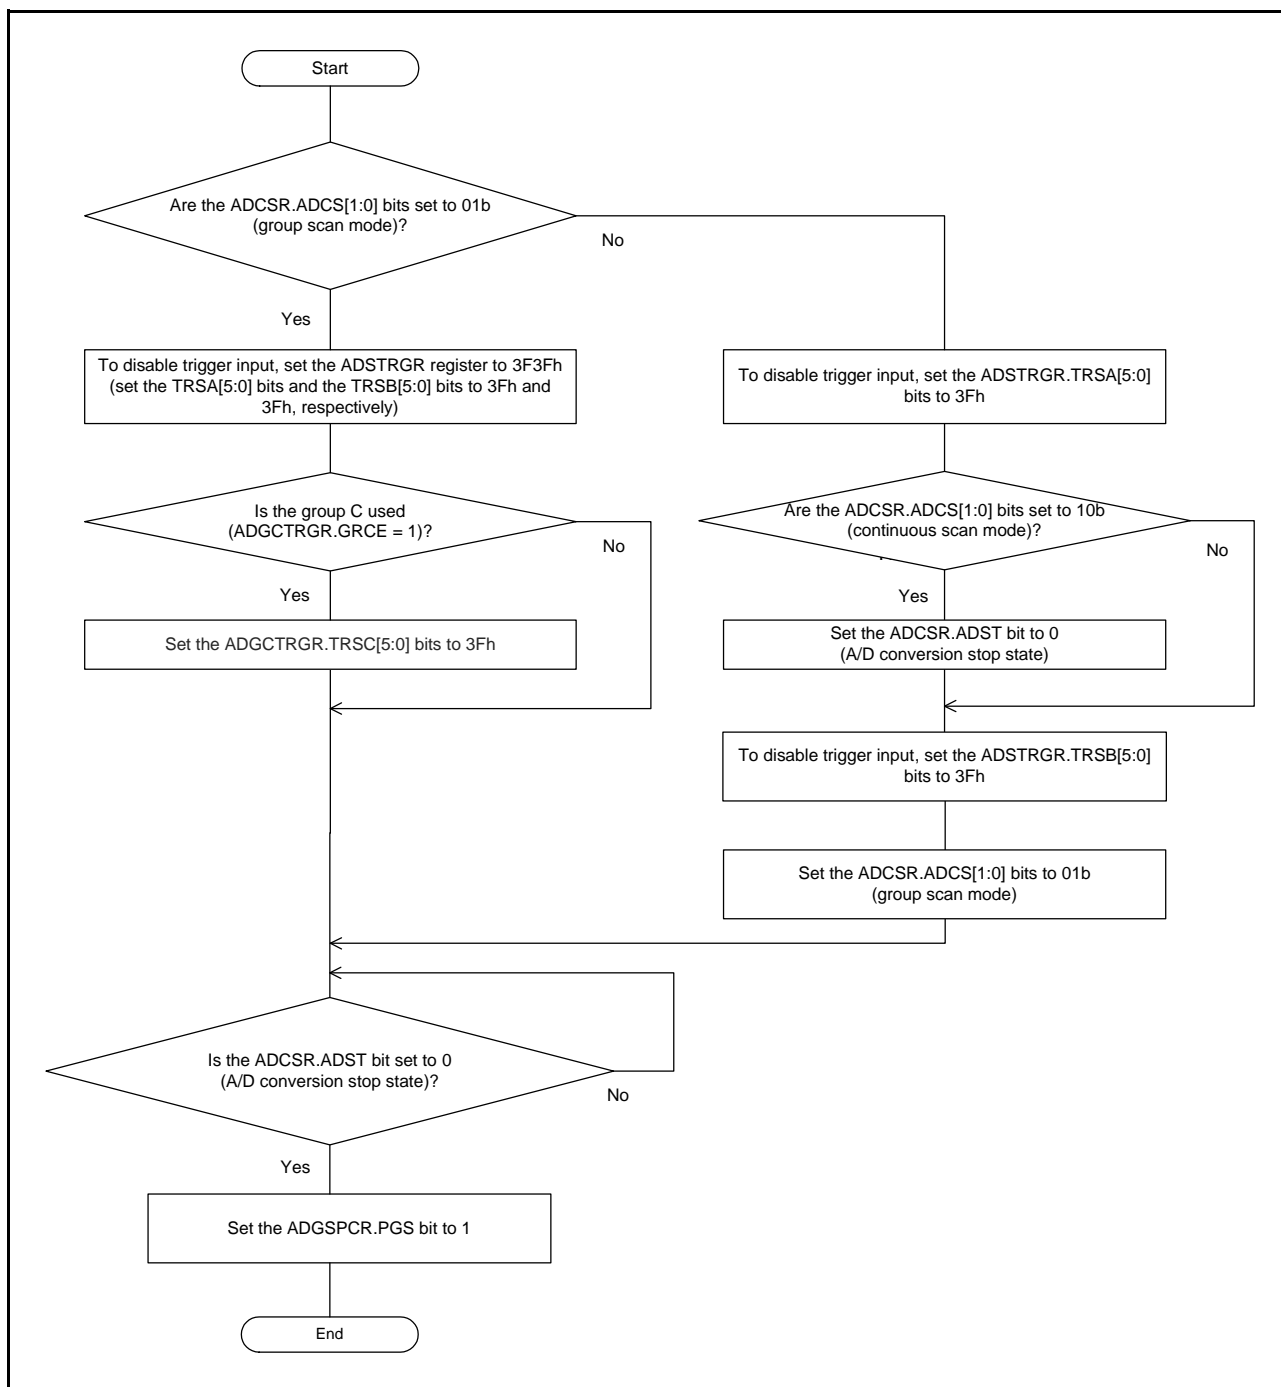 Start
Are the ADCSR.ADCS[1:0] bits set to 01b
(group scan mode)?
No
Yes
To disable trigger input, set the ADSTRGR register to 3F3Fh
(set the TRSA[5:0] bits and the TRSB[5:0] bits to 3Fh and
3Fh, respectively)
To disable trigger input, set the ADSTRGR.TRSA[5:0]
bits to 3Fh
Is the group C used
(ADGCTRGR.GRCE = 1)?
No
Yes
Set the ADGCTRGR.TRSC[5:0] bits to 3Fh
Are the ADCSR.ADCS[1:0] bits set to 10b
(continuous scan mode)?
No
Yes
Set the ADCSR.ADST bit to 0
(A/D conversion stop state)
To disable trigger input, set the ADSTRGR.TRSB[5:0]
bits to 3Fh
Set the ADCSR.ADCS[1:0] bits to 01b
(group scan mode)
Is the ADCSR.ADST bit set to 0
(A/D conversion stop state)?
No
Yes
Set the ADGSPCR.PGS bit to 1
End